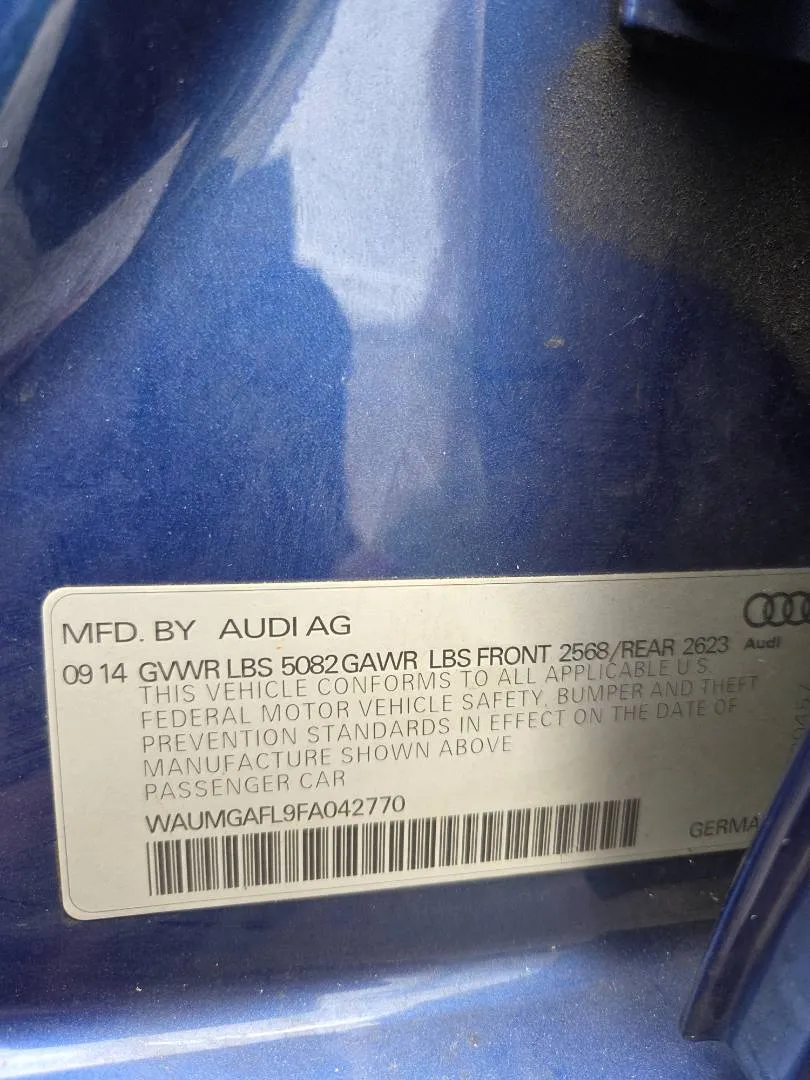 MFD. BY AUDI AG
Audi
09 14 GVWR LBS 5082 GAWR LBS FRONT 2568/REAR 2623
THIS VEHICLE CONFORMS TO ALL APPLICABLE U.S.
FEDERAL MOTOR VEHICLE SAFETY, BUMPER AND THEFT
PREVENTION STANDARDS IN EFFECT ON THE DATE OF
MANUFACTURE SHOWN ABOVE
PASSENGER CAR
WAUMGAFL9FA042770
GERMA